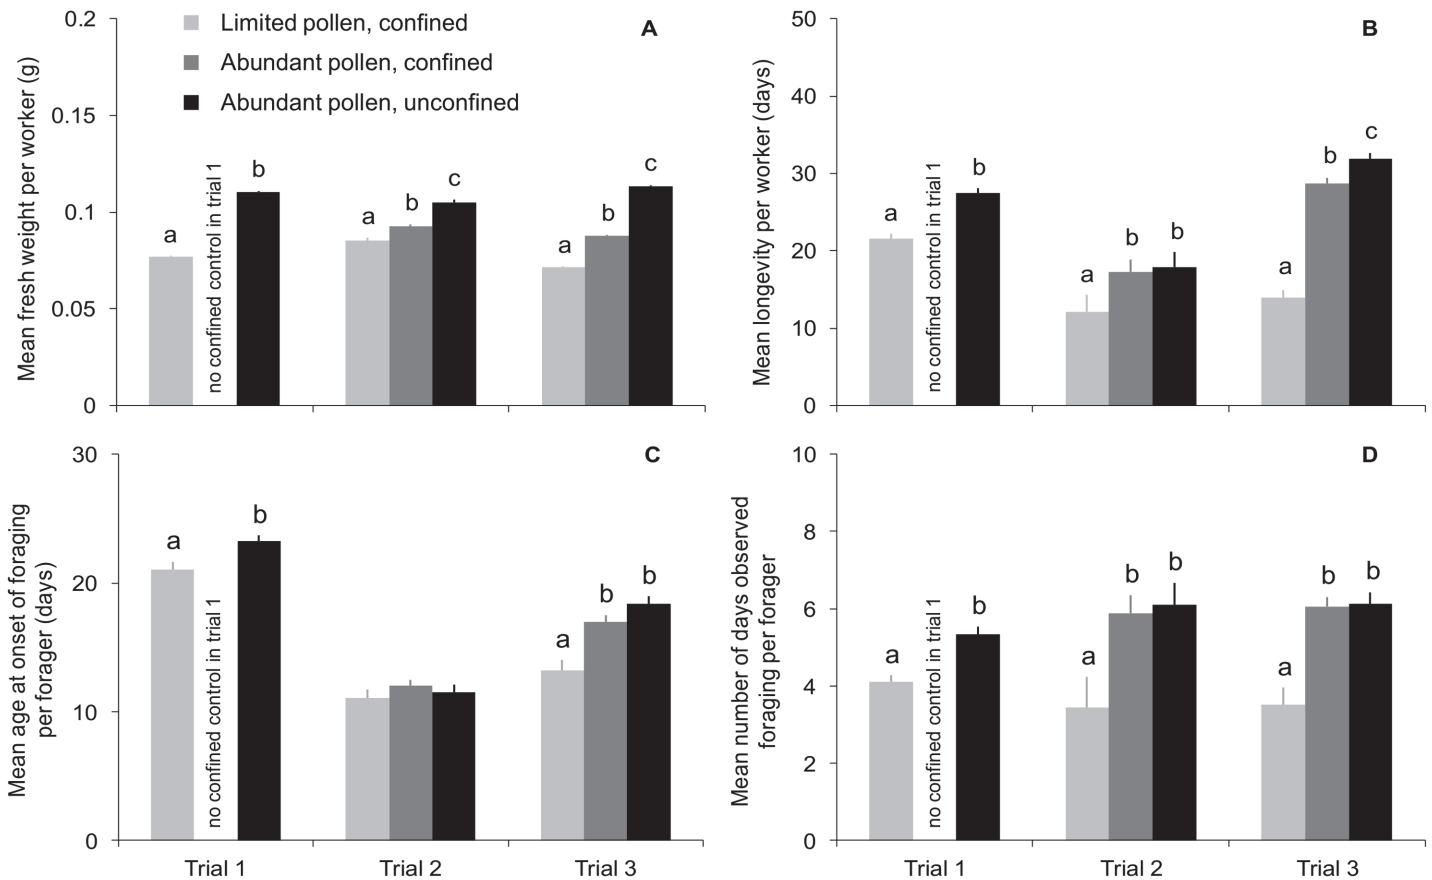 Limited pollen, confined
Abundant pollen, confined
Abundant pollen, unconfined
A
Mean fresh weight per worker (g)
0.2
0.15
0.1
0.05
0
a
no confined control in trial 1
b
a
b
c
a
b
c
B
Mean longevity per worker (days)
50
40
30
20
10
0
a
no confined control in trial 1
b
a
b
b
a
b
c
C
Mean age at onset of foraging
per forager (days)
30
20
10
0
a
no confined control in trial 1
b
a
b
b
Trial 1
Trial 2
Trial 3
D
Mean number of days observed
foraging per forager
10
8
6
4
2
0
a
no confined control in trial 1
b
a
b
b
a
b
b
Trial 1
Trial 2
Trial 3